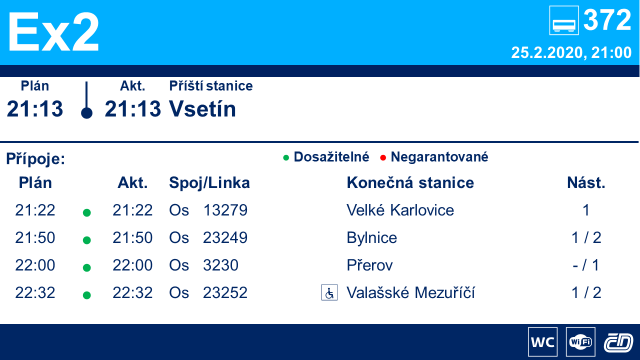 Ex2 372
25.2.2020, 21:00
Plán Akt. Příští stanice
21:13 21:13 Vsetín
Přípoje: Dosažitelné Negarantované
Plán Akt. Spoj/Linka Konečná stanice Nást.
21:22 21:22 Os 13279 Velké Karlovice 1
21:50 21:50 Os 23249 Bylnice 1 / 2
22:00 22:00 Os 3230 Přerov - / 1
22:32 22:32 Os 23252 Valašské Meziříčí 1 / 2
WC WiFi ČD